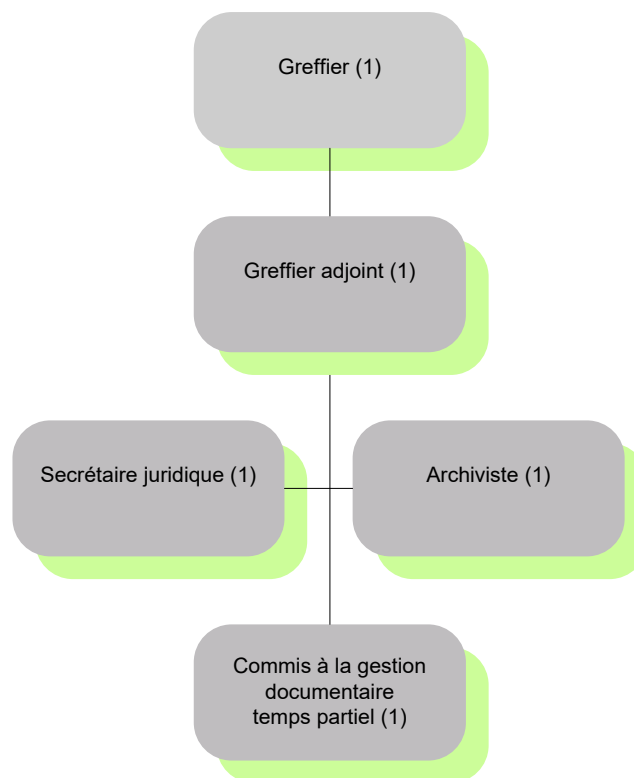 Greffier (1)
Greffier adjoint (1)
Secrétaire juridique (1)
Archiviste (1)
Commis à la gestion
documentaire
temps partiel (1)